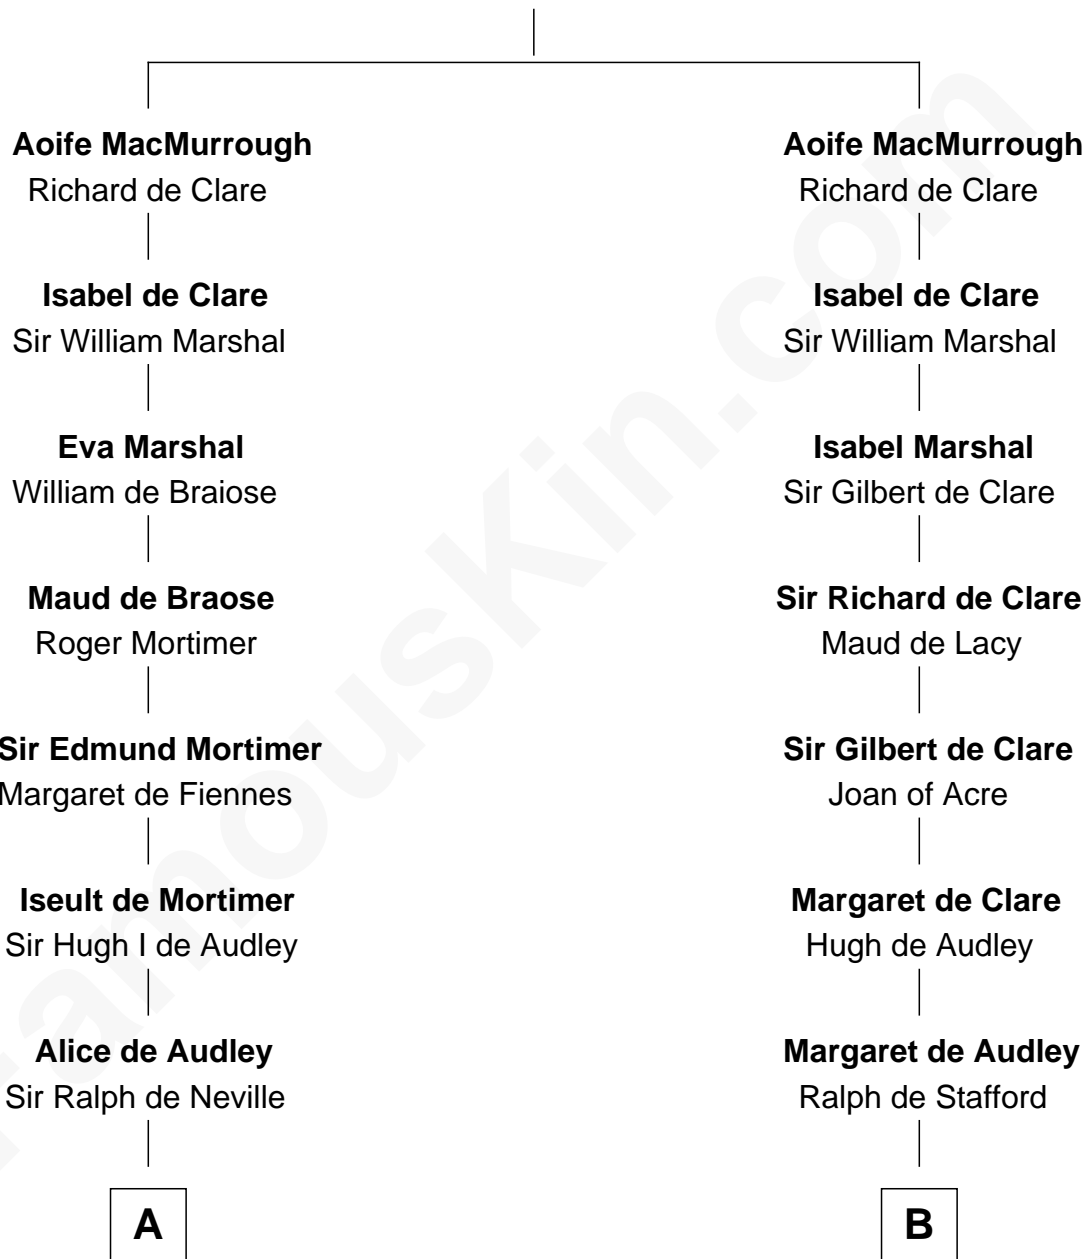 Aoife MacMurrough
Richard de Clare
Isabel de Clare
Sir William Marshal
Eva Marshal
William de Braiose
Maud de Braose
Roger Mortimer
Sir Edmund Mortimer
Margaret de Fiennes
Iseult de Mortimer
Sir Hugh I de Audley
Alice de Audley
Sir Ralph de Neville
A
Aoife MacMurrough
Richard de Clare
Isabel de Clare
Sir William Marshal
Isabel Marshal
Sir Gilbert de Clare
Sir Richard de Clare
Maud de Lacy
Sir Gilbert de Clare
Joan of Acre
Margaret de Clare
Hugh de Audley
Margaret de Audley
Ralph de Stafford
B
FamousKin.com